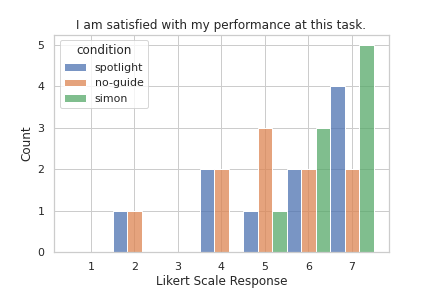 I am satisfied with my performance at this task.
condition
spotlight
no-guide
simon
Count
5
4
3
2
1
0
1 2 3 4 5 6 7
Likert Scale Response